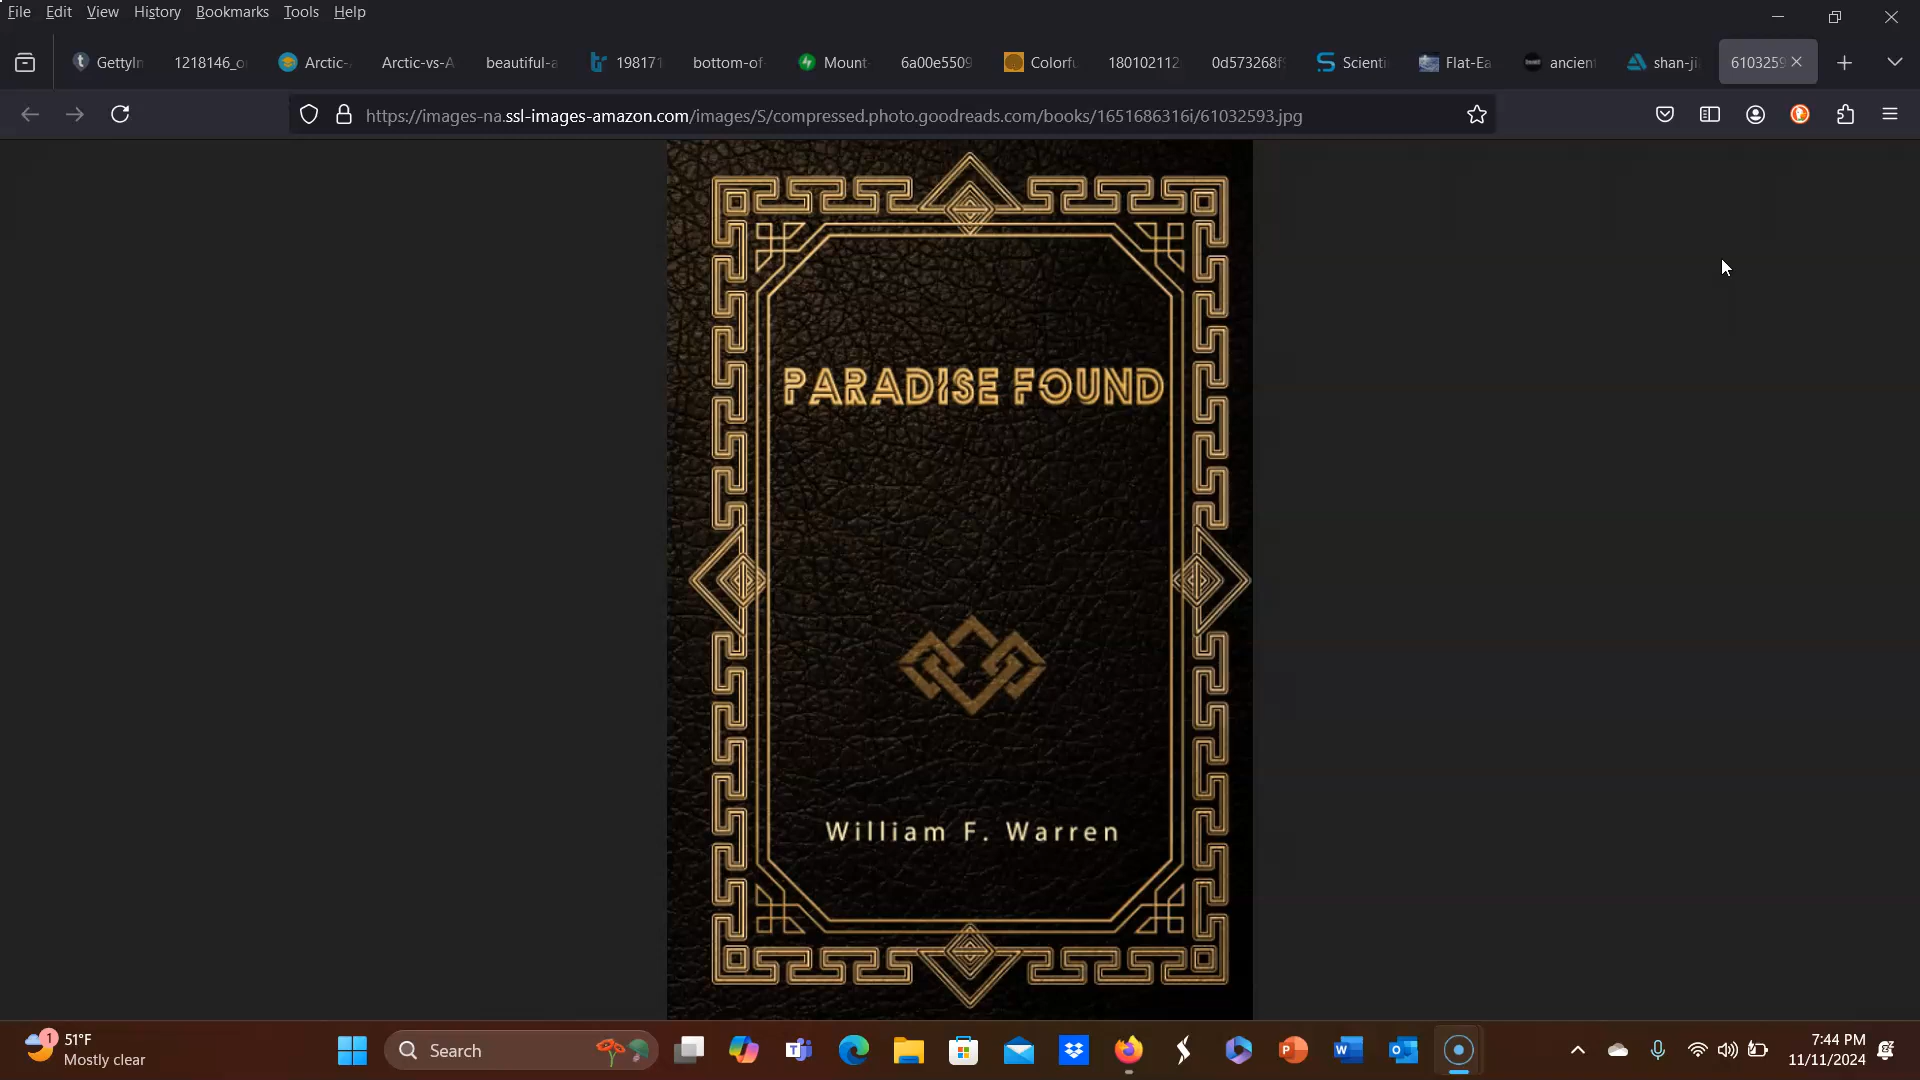 File Edit View History Bookmarks Tools Help
GettyIn 1218146_o Arctic- Arctic-vs-A beautiful-a 198171 bottom-of- Mount- 6a00e5509 Colorfu 180102112 0d573268f Scienti Flat-Ea ancient shan-ji 6103259
https://images-na.ssl-images-amazon.com/images/S/compressed.photo.goodreads.com/books/1651686316i/61032593.jpg
PARADISE FOUND
William F. Warren
1 51°F
Mostly clear
Search
7:44 PM
11/11/2024